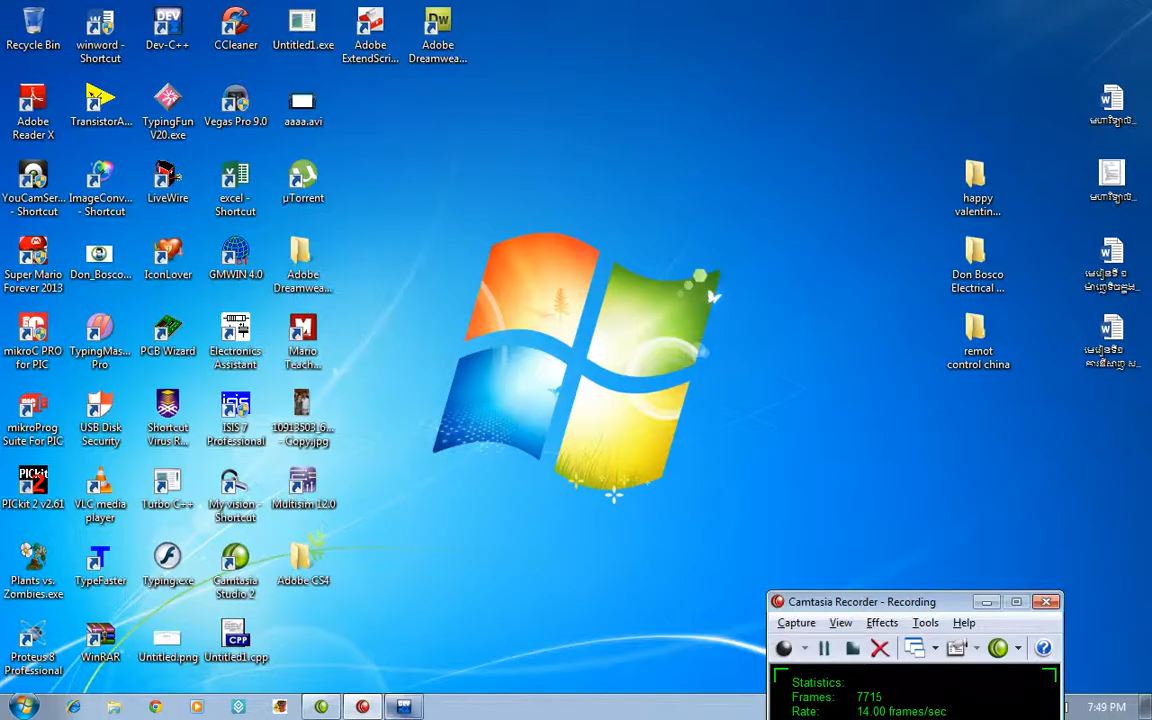 Recycle Bin
winword - Shortcut
Dev-C++
CCleaner
Untitled1.exe
Adobe ExtendScri...
Adobe Dreamwea...
Adobe Reader X
TransistorA...
TypingFun V20.exe
Vegas Pro 9.0
aaaa.avi
YouCamSer... - Shortcut
ImageConv... - Shortcut
LiveWire
excel - Shortcut
µTorrent
happy valentin...
Super Mario Forever 2013
Don_Bosco...
IconLover
GMWIN 4.0
Adobe Dreamwea...
Don Bosco Electrical ...
mikroC PRO for PIC
TypingMas... Pro
PCB Wizard
Electronics Assistant
Mario Teach...
remot control china
mikroProg Suite For PIC
USB Disk Security
Shortcut Virus R...
ISIS 7 Professional
10913503_6... - Copy.jpg
PICkit 2 v2.61
VLC media player
Turbo C++
My vision - Shortcut
Multisim 12.0
Plants vs. Zombies.exe
TypeFaster
Typing.exe
Camtasia Studio 2
Adobe CS4
Proteus 8 Professional
WinRAR
Untitled.png
Untitled1.cpp
Camtasia Recorder - Recording
Capture View Effects Tools Help
Statistics:
Frames: 7715
Rate: 14.00 frames/sec
7:49 PM